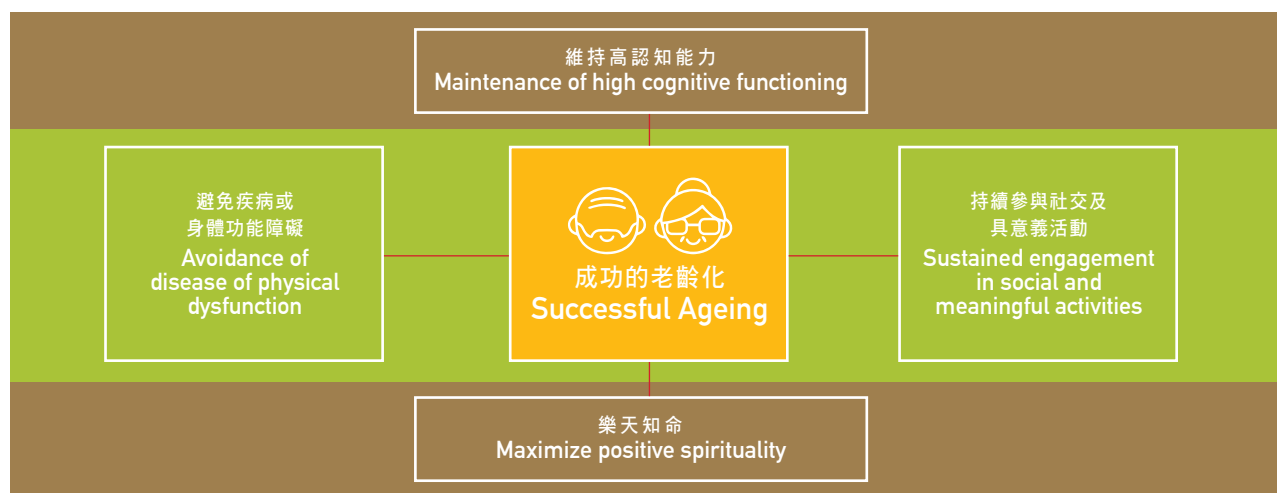 維持高認知能力
Maintenance of high cognitive functioning
避免疾病或
身體功能障礙
Avoidance of
disease of physical
dysfunction
成功的老齡化
Successful Ageing
持續參與社交及
具意義活動
Sustained engagement
in social and
meaningful activities
樂天知命
Maximize positive spirituality